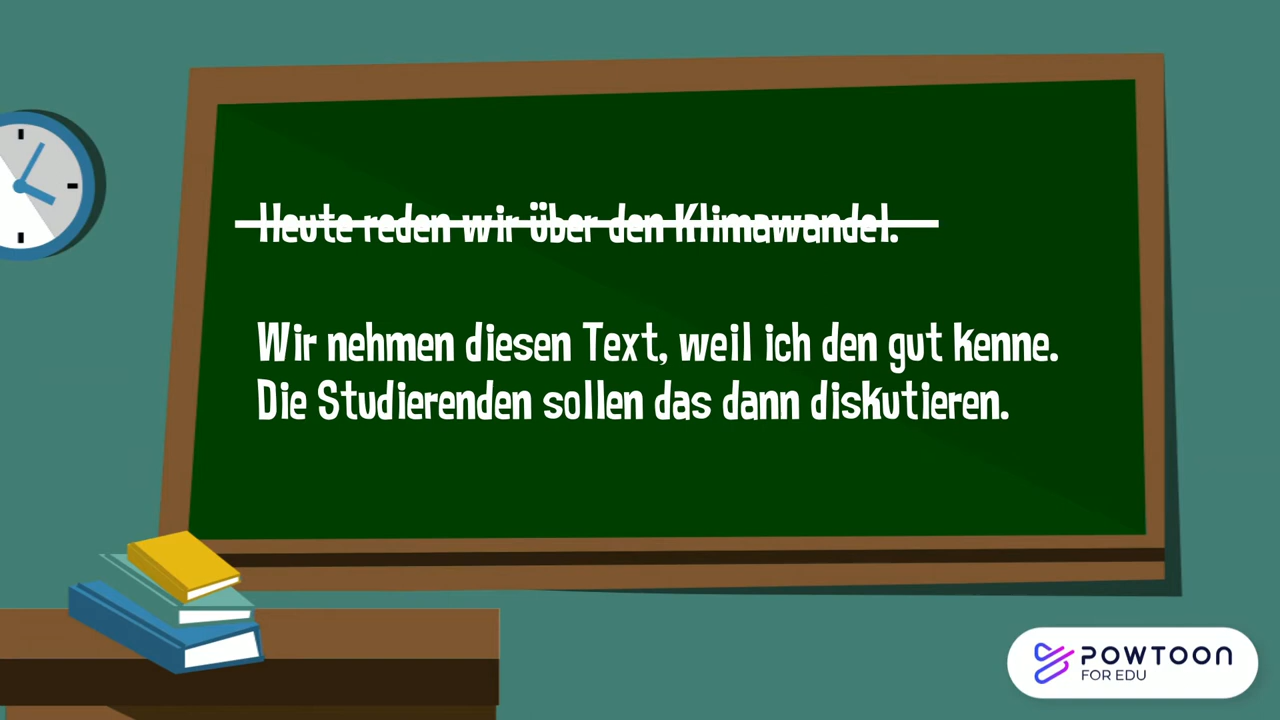 Heute reden wir über den Klimawandel.
Wir nehmen diesen Text, weil ich den gut kenne.
Die Studierenden sollen das dann diskutieren.
POWTOON
FOR EDU